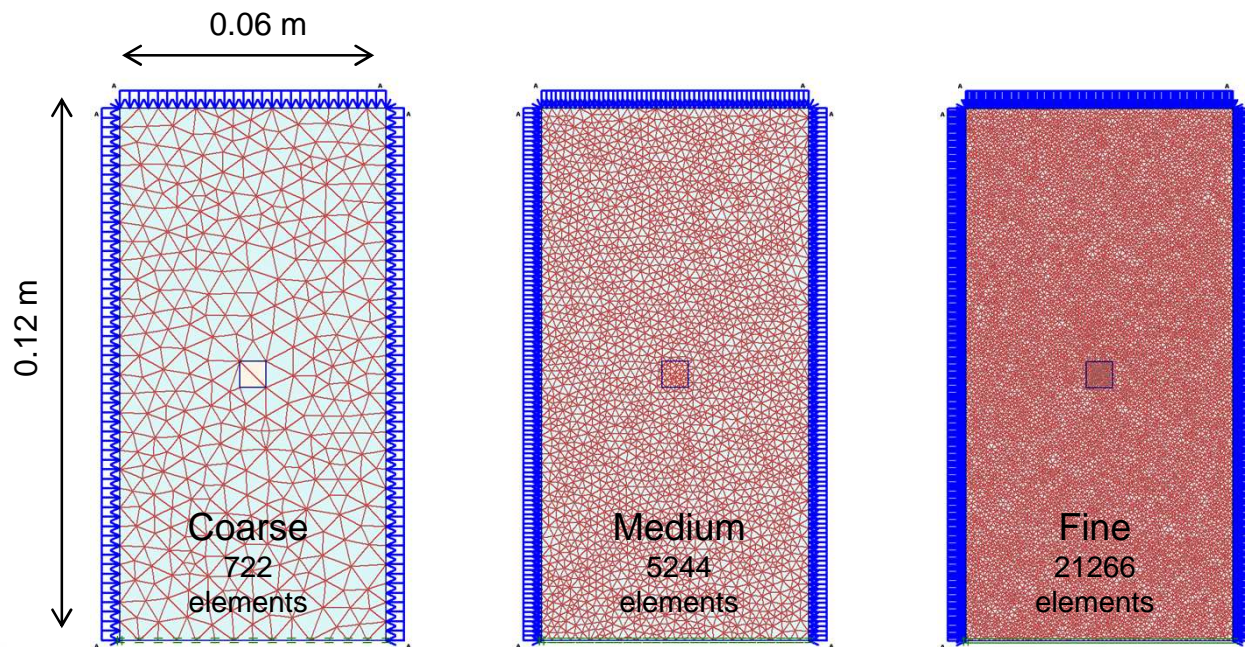 0.06 m
0.12 m
A A
A A
A A
Coarse
722
elements
A A
A A
A A
Medium
5244
elements
A A
A A
A A
Fine
21266
elements